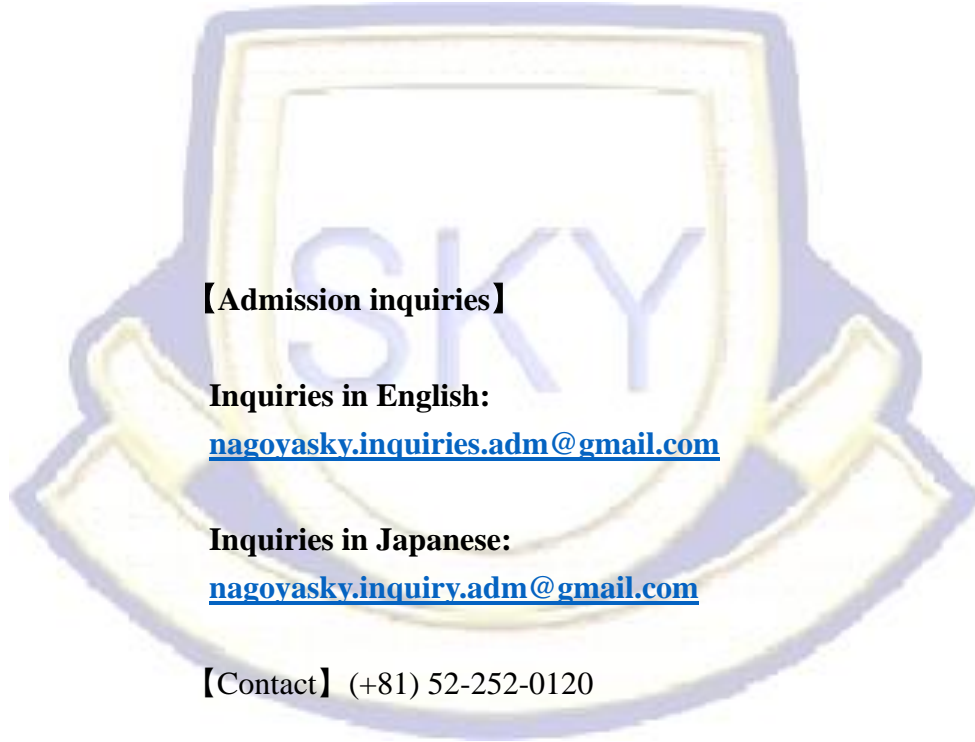 SKY
【Admission inquiries】
Inquiries in English:
nagoyasky.inquiries.adm@gmail.com
Inquiries in Japanese:
nagoyasky.inquiry.adm@gmail.com
【Contact】(+81) 52-252-0120